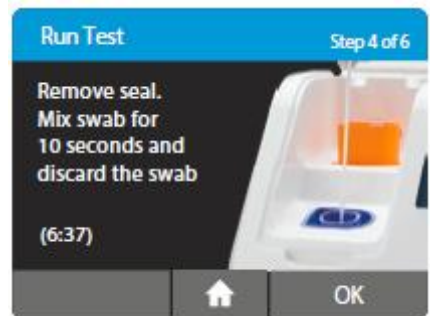 Run Test
Step 4 of 6
Remove seal.
Mix swab for
10 seconds and
discard the swab
(6:37)
OK